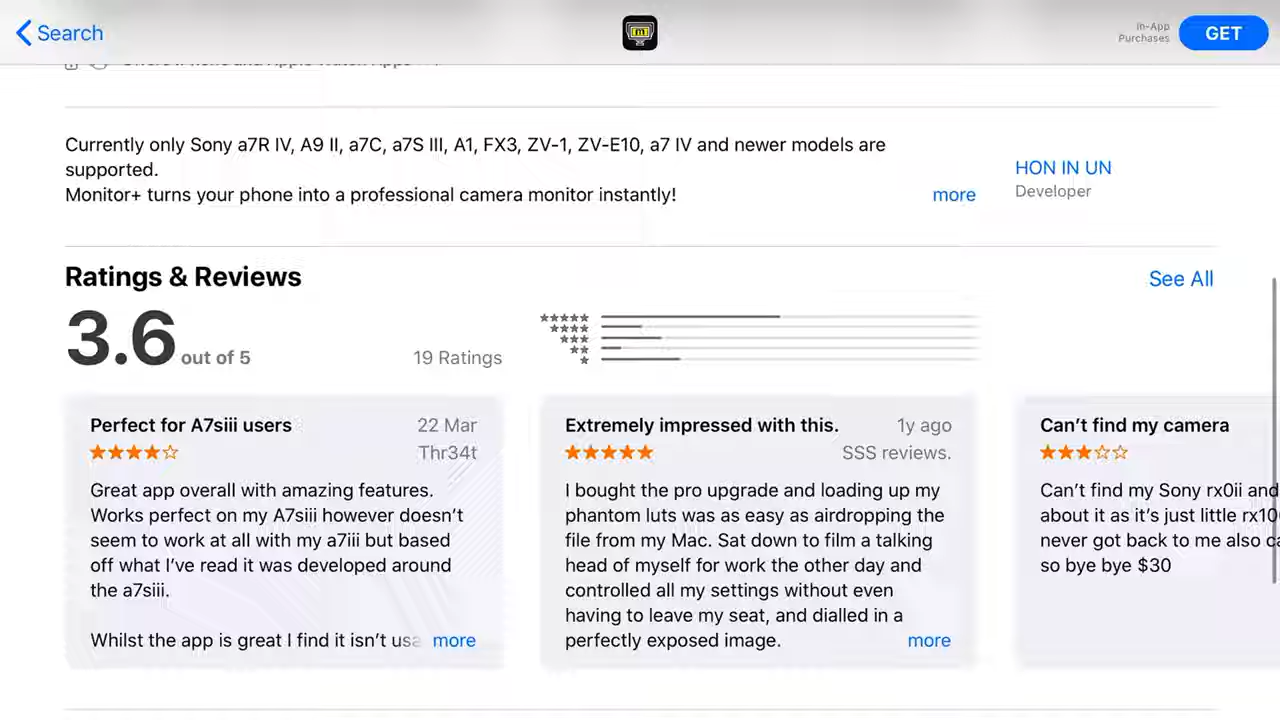 Search
In-App
Purchases
GET
Currently only Sony a7R IV, A9 II, a7C, a7S III, A1, FX3, ZV-1, ZV-E10, a7 IV and newer models are
supported.
Monitor+ turns your phone into a professional camera monitor instantly!
more
HON IN UN
Developer
Ratings & Reviews
See All
3.6 out of 5
19 Ratings
Perfect for A7siii users
22 Mar
Thr34t
Great app overall with amazing features.
Works perfect on my A7siii however doesn't
seem to work at all with my a7iii but based
off what I've read it was developed around
the a7siii.
Whilst the app is great I find it isn't usa
more
Extremely impressed with this.
1y ago
SSS reviews.
I bought the pro upgrade and loading up my
phantom luts was as easy as airdropping the
file from my Mac. Sat down to film a talking
head of myself for work the other day and
controlled all my settings without even
having to leave my seat, and dialled in a
perfectly exposed image.
more
Can't find my camera
Can't find my Sony rx0ii and
about it as it's just little rx10
never got back to me also ca
so bye bye $30